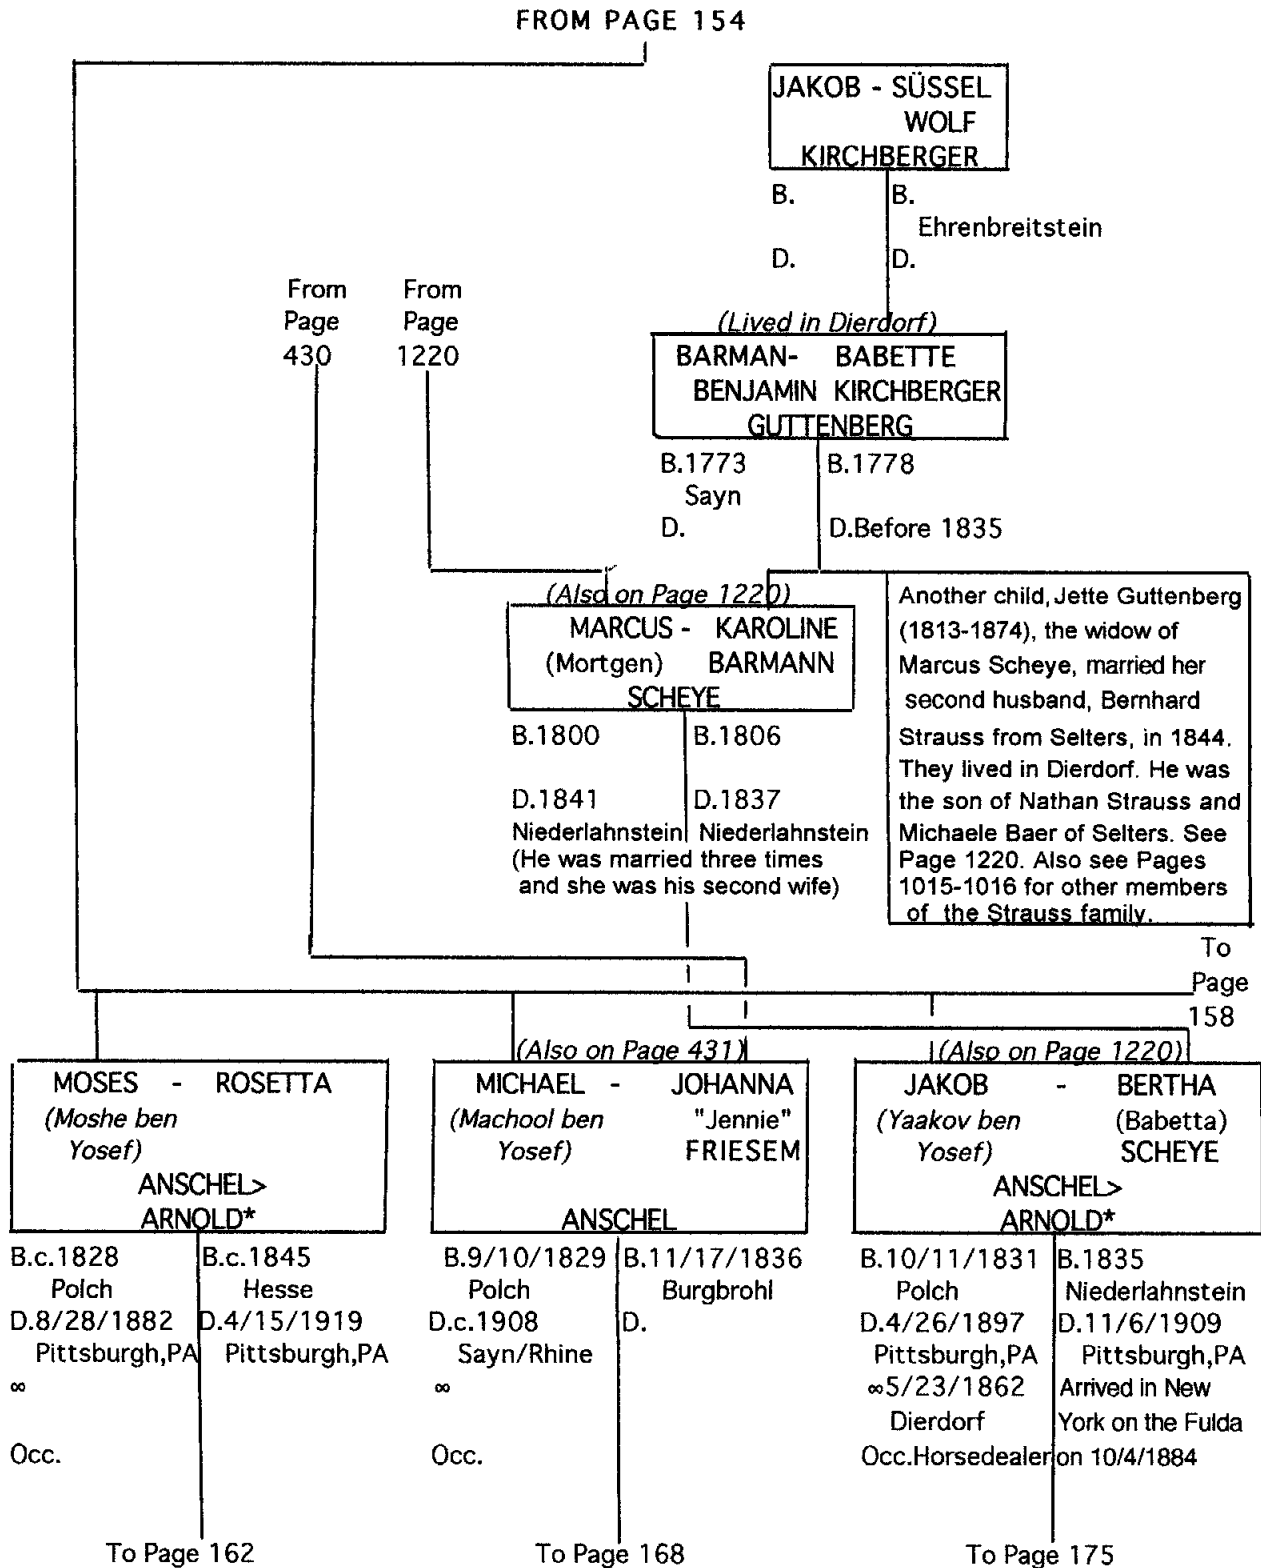 FROM PAGE 154
JAKOB - SÜSSEL
WOLF
KIRCHBERGER
B. B.
Ehrenbreitstein
D. D.
From From
Page Page
430 1220
(Lived in Dierdorf)
BARMAN- BABETTE
BENJAMIN KIRCHBERGER
GUTTENBERG
B.1773 B.1778
Sayn
D. D.Before 1835
(Also on Page 1220)
MARCUS - KAROLINE
(Mortgen) BARMANN
SCHEYE
B.1800 B.1806
D.1841 D.1837
Niederlahnstein Niederlahnstein
(He was married three times
and she was his second wife)
Another child, Jette Guttenberg
(1813-1874), the widow of
Marcus Scheye, married her
second husband, Bernhard
Strauss from Selters, in 1844.
They lived in Dierdorf. He was
the son of Nathan Strauss and
Michaele Baer of Selters. See
Page 1220. Also see Pages
1015-1016 for other members
of the Strauss family.
To
Page
158
MOSES - ROSETTA
(Moshe ben
Yosef)
ANSCHEL>
ARNOLD*
B.c.1828 B.c.1845
Polch Hesse
D.8/28/1882 D.4/15/1919
Pittsburgh,PA Pittsburgh,PA
∞
Occ.
To Page 162
(Also on Page 431)
MICHAEL - JOHANNA
(Machool ben "Jennie"
Yosef) FRIESEM
ANSCHEL
B.9/10/1829 B.11/17/1836
Polch Burgbrohl
D.c.1908 D.
Sayn/Rhine
∞
Occ.
To Page 168
(Also on Page 1220)
JAKOB - BERTHA
(Yaakov ben (Babetta)
Yosef) SCHEYE
ANSCHEL>
ARNOLD*
B.10/11/1831 B.1835
Polch Niederlahnstein
D.4/26/1897 D.11/6/1909
Pittsburgh,PA Pittsburgh,PA
∞5/23/1862 Arrived in New
Dierdorf York on the Fulda
Occ.Horsedealer on 10/4/1884
To Page 175